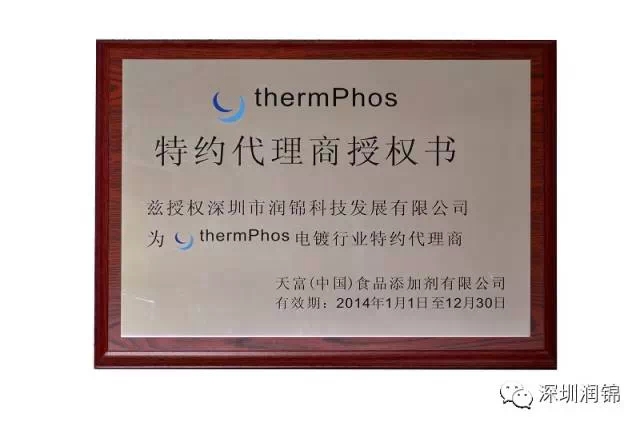 thermPhos
特约代理商授权书
兹授权深圳市润锦科技发展有限公司
为 thermPhos 电镀行业特约代理商
天富(中国)食品添加剂有限公司
有效期：2014年1月1日至12月30日
深圳润锦